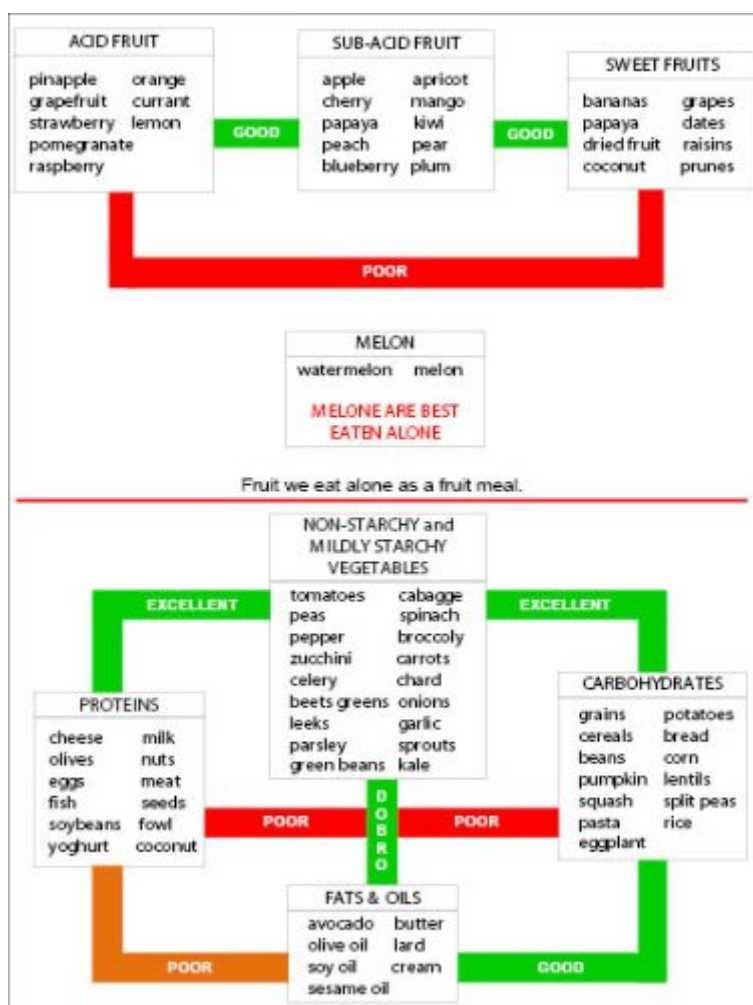 ACID FRUIT
pinapple orange
grapefruit currant
strawberry lemon
pomegranate
raspberry
GOOD
SUB-ACID FRUIT
apple apricot
cherry mango
papaya kiwi
peach pear
blueberry plum
GOOD
SWEET FRUITS
bananas grapes
papaya dates
dried fruit raisins
coconut prunes
POOR
MELON
watermelon melon
MELONE ARE BEST
EATEN ALONE
Fruit we eat alone as a fruit meal.
NON-STARCHY and
MILDLY STARCHY
VEGETABLES
tomatoes cabagge
peas spinach
pepper broccoly
zucchini carrots
celery chard
beets greens onions
leeks garlic
parsley sprouts
green beans kale
EXCELLENT
EXCELLENT
PROTEINS
cheese milk
olives nuts
eggs meat
fish seeds
soybeans fowl
yoghurt coconut
CARBOHYDRATES
grains potatoes
cereals bread
beans corn
pumpkin lentils
squash split peas
pasta rice
eggplant
POOR
DOBRO
POOR
FATS & OILS
avocado butter
olive oil lard
soy oil cream
sesame oil
POOR
GOOD